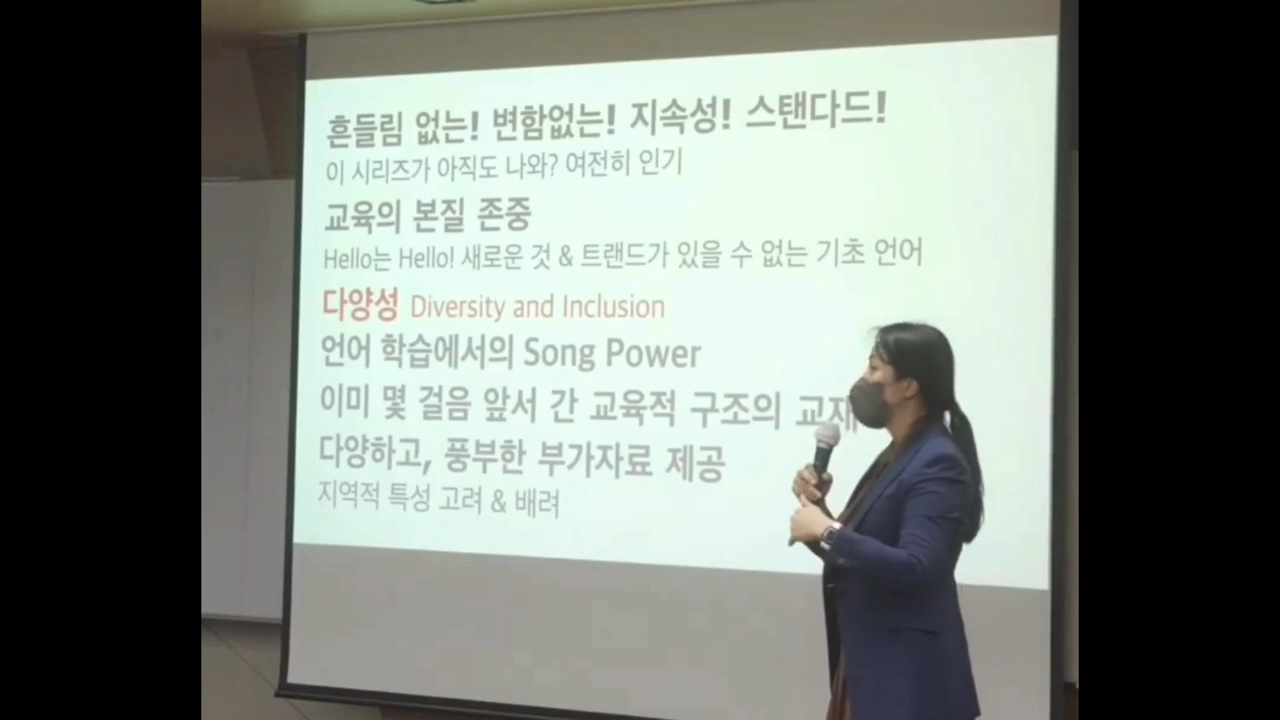 흔들림 없는! 변함없는! 지속성! 스탠다드!
이 시리즈가 아직도 나와? 여전히 인기
교육의 본질 존중
Hello는 Hello! 새로운 것 & 트랜드가 있을 수 없는 기초 언어
다양성 Diversity and Inclusion
언어 학습에서의 Song Power
이미 몇 걸음 앞서 간 교육적 구조의 교재
다양하고, 풍부한 부가자료 제공
지역적 특성 고려 & 배려